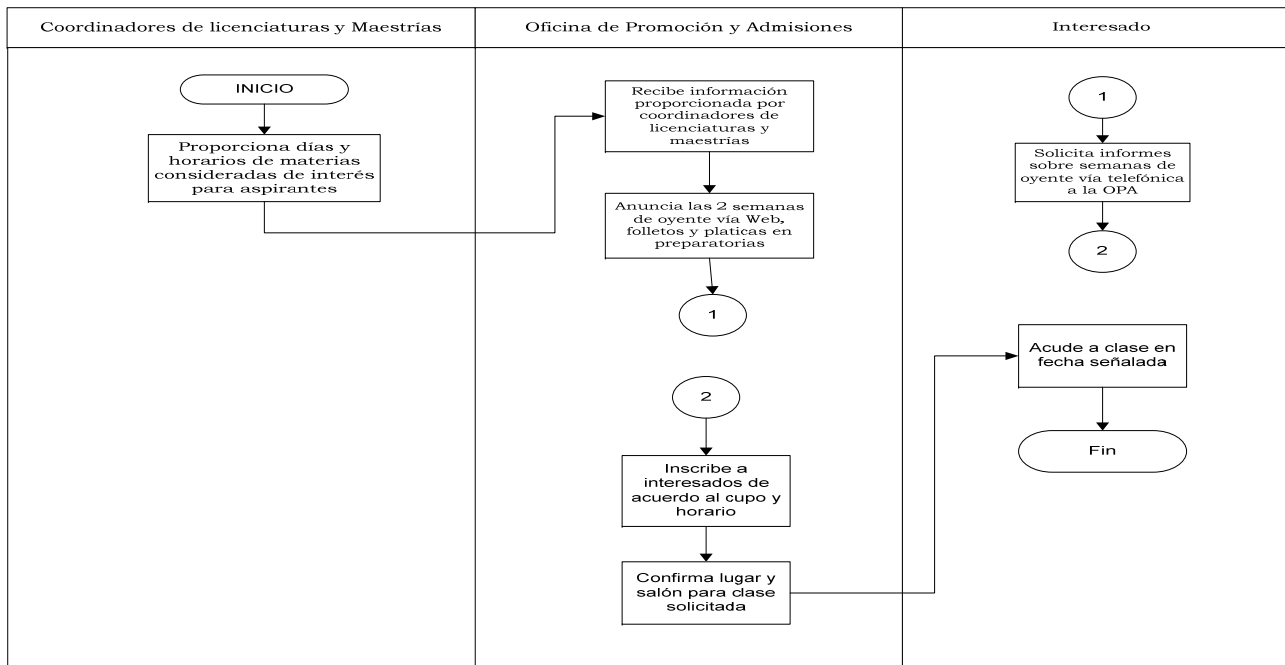 Coordinadores de licenciaturas y Maestrías
Oficina de Promoción y Admisiones
Interesado
INICIO
Proporciona días y
horarios de materias
consideradas de interés
para aspirantes
Recibe información
proporcionada por
coordinadores de
licenciaturas y
maestrías
Anuncia las 2 semanas
de oyente vía Web,
folletos y platicas en
preparatorias
1
1
Solicita informes
sobre semanas de
oyente vía telefónica
a la OPA
2
2
Inscribe a
interesados de
acuerdo al cupo y
horario
Confirma lugar y
salón para clase
solicitada
Acude a clase en
fecha señalada
Fin